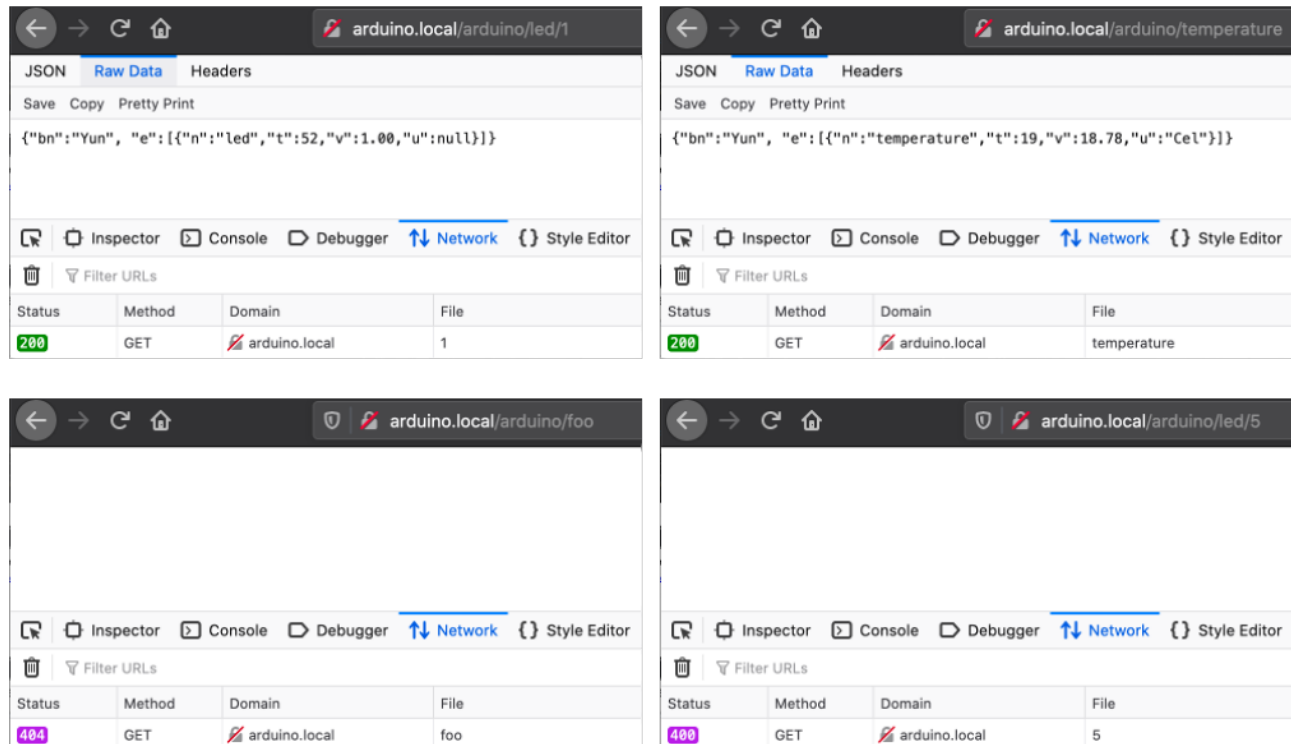 arduino.local/arduino/led/1
JSON Raw Data Headers
Save Copy Pretty Print
{"bn":"Yun", "e":[{"n":"led","t":52,"v":1.00,"u":null}]}
Inspector Console Debugger Network {} Style Editor
Filter URLs
Status Method Domain File
200 GET arduino.local 1
arduino.local/arduino/temperature
JSON Raw Data Headers
Save Copy Pretty Print
{"bn":"Yun", "e":[{"n":"temperature","t":19,"v":18.78,"u":"Cel"}]}
Inspector Console Debugger Network {} Style Editor
Filter URLs
Status Method Domain File
200 GET arduino.local temperature
arduino.local/arduino/foo
Inspector Console Debugger Network {} Style Editor
Filter URLs
Status Method Domain File
404 GET arduino.local foo
arduino.local/arduino/led/5
Inspector Console Debugger Network {} Style Editor
Filter URLs
Status Method Domain File
400 GET arduino.local 5